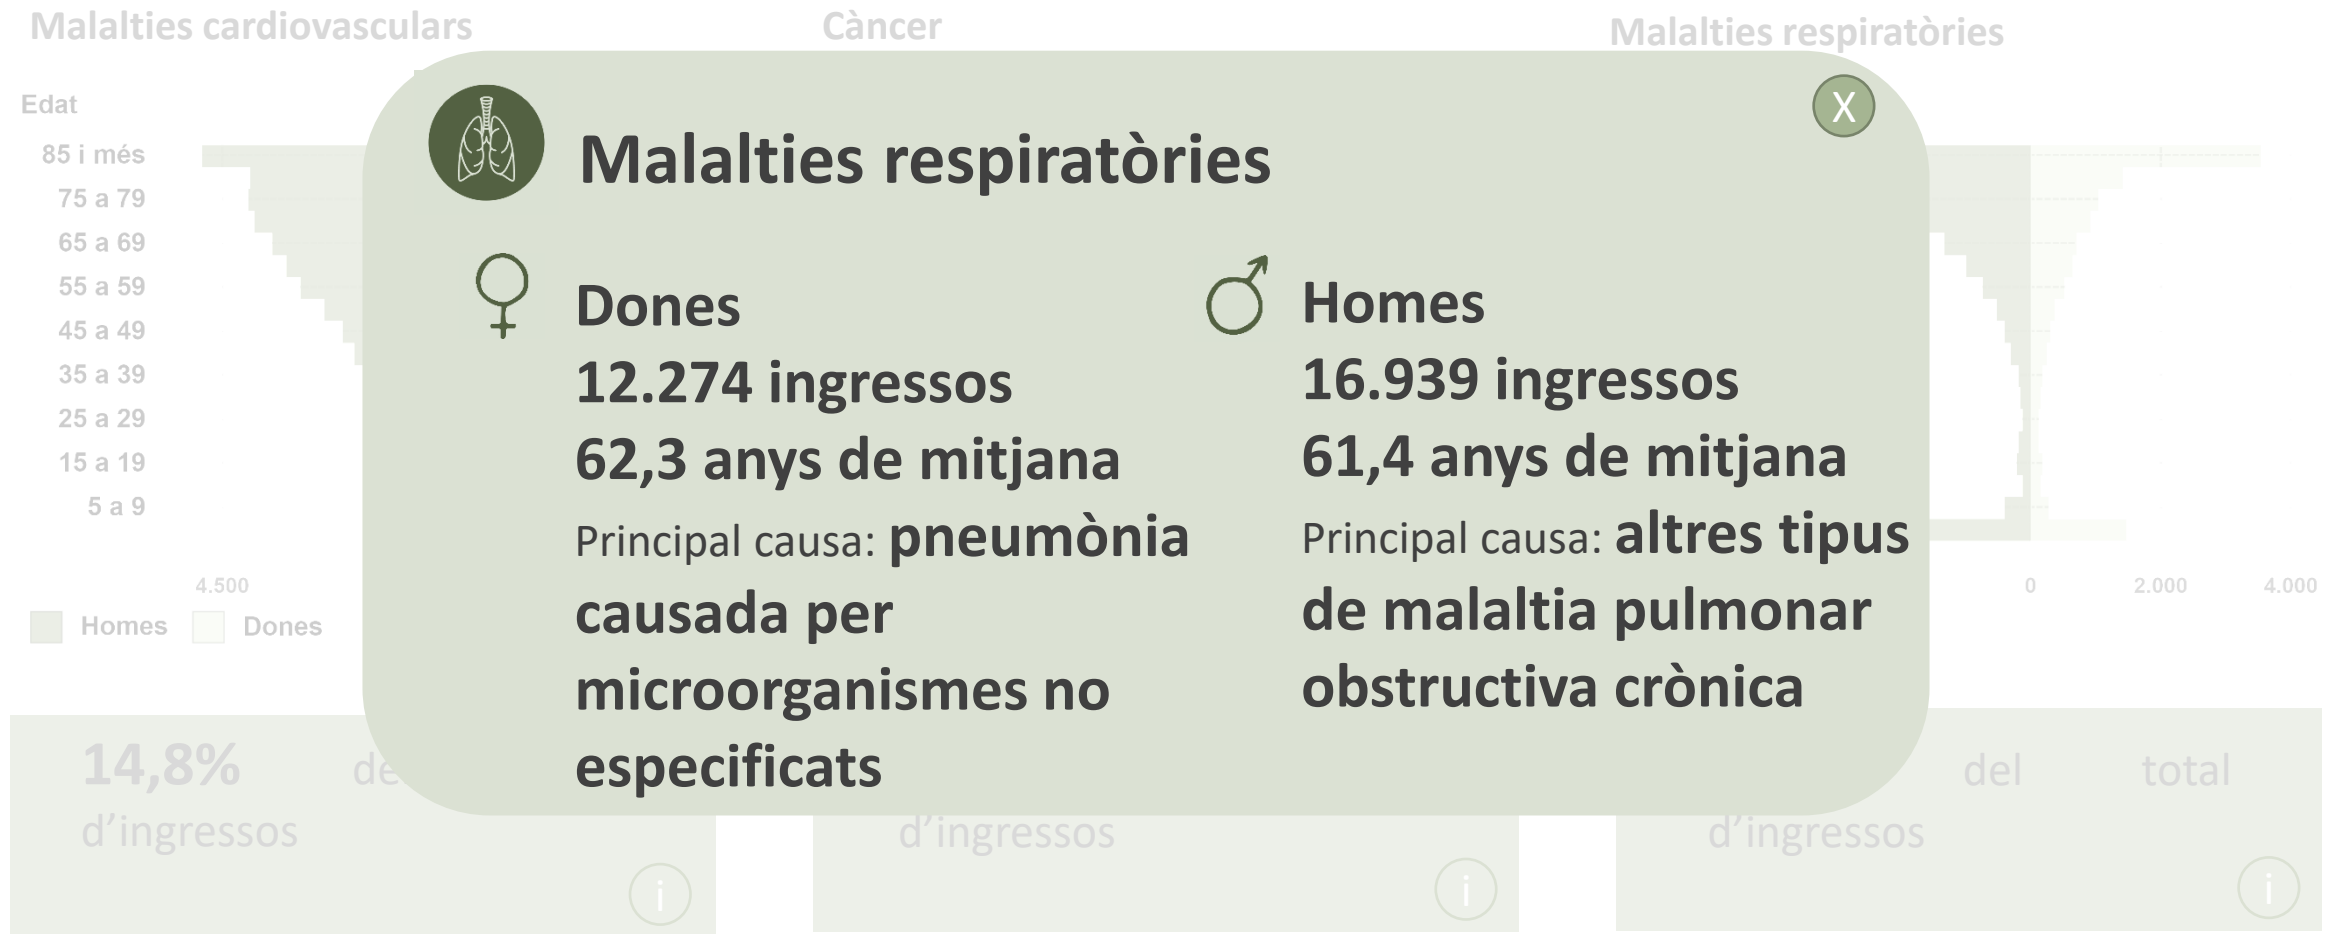 Malalties cardiovasculars
Càncer
Malalties respiratòries
Edat
85 i més
75 a 79
65 a 69
55 a 59
45 a 49
35 a 39
25 a 29
15 a 19
5 a 9
4.500
Homes
Dones
X
Malalties respiratòries
Dones
12.274 ingressos
62,3 anys de mitjana
Principal causa: pneumònia
causada per
microorganismes no
especificats
Homes
16.939 ingressos
61,4 anys de mitjana
Principal causa: altres tipus
de malaltia pulmonar
obstructiva crònica
0 2.000 4.000
14,8%
d'ingressos
i
d'ingressos
i
del total
d'ingressos
i